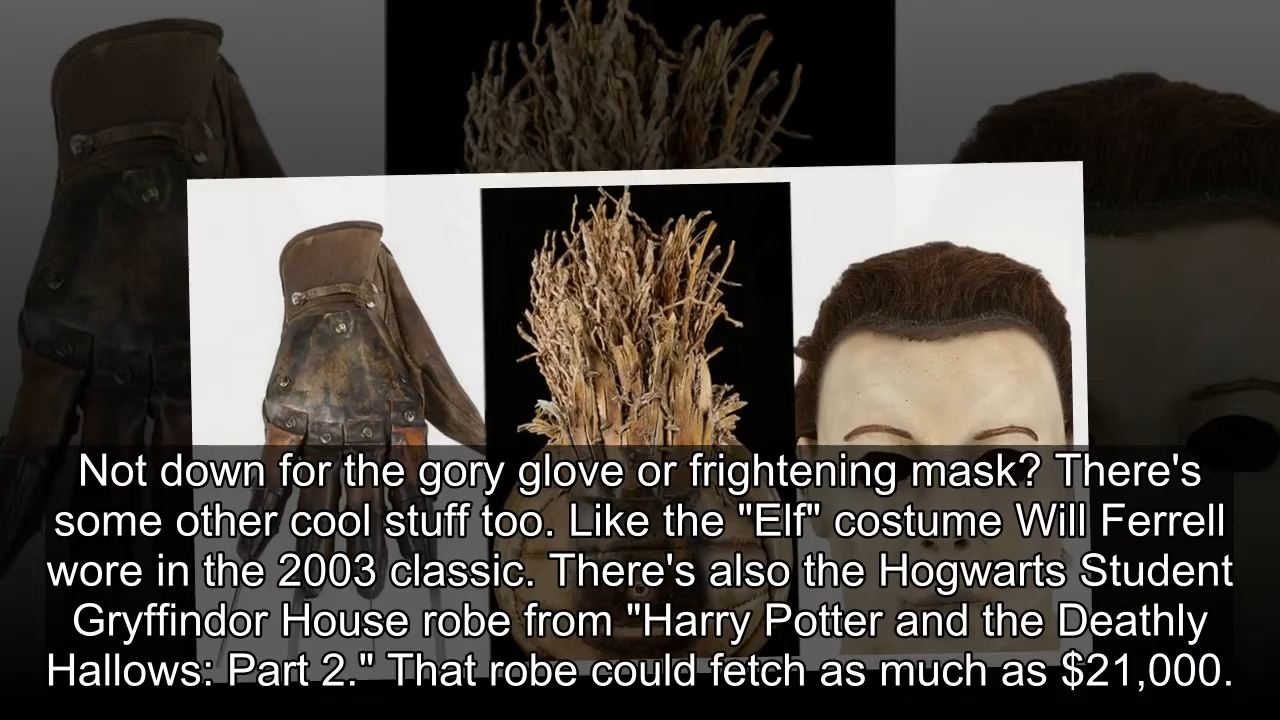 Not down for the gory glove or frightening mask? There's
some other cool stuff too. Like the "Elf" costume Will Ferrell
wore in the 2003 classic. There's also the Hogwarts Student
Gryffindor House robe from "Harry Potter and the Deathly
Hallows: Part 2." That robe could fetch as much as $21,000.